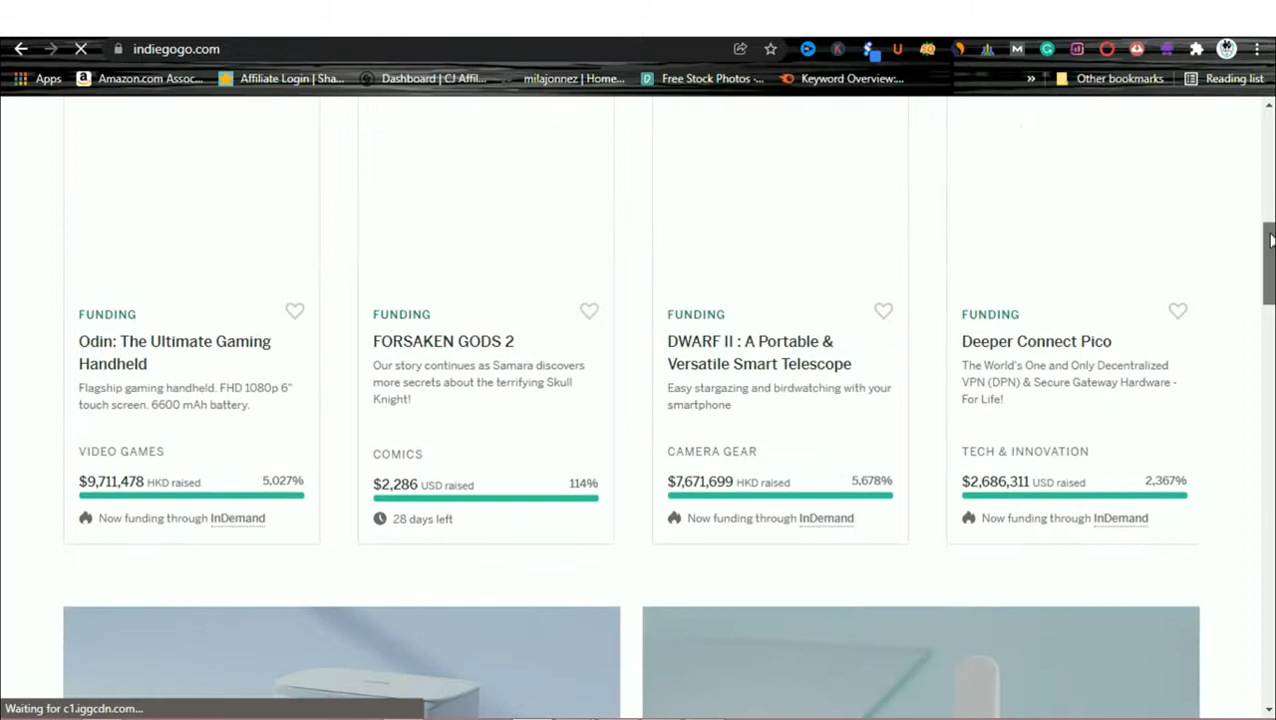 indiegogo.com
Apps
Amazon.com Assoc...
Affiliate Login | Sha...
Dashboard | CJ Affil...
milajonnez | Home...
Free Stock Photos -...
Keyword Overview:...
»
Other bookmarks
Reading list
FUNDING
Odin: The Ultimate Gaming
Handheld
Flagship gaming handheld. FHD 1080p 6"
touch screen. 6600 mAh battery.
VIDEO GAMES
$9,711,478 HKD raised 5,027%
Now funding through InDemand
FUNDING
FORSAKEN GODS 2
Our story continues as Samara discovers
more secrets about the terrifying Skull
Knight!
COMICS
$2,286 USD raised 114%
28 days left
FUNDING
DWARF II : A Portable &
Versatile Smart Telescope
Easy stargazing and birdwatching with your
smartphone
CAMERA GEAR
$7,671,699 HKD raised 5,678%
Now funding through InDemand
FUNDING
Deeper Connect Pico
The World's One and Only Decentralized
VPN (DPN) & Secure Gateway Hardware -
For Life!
TECH & INNOVATION
$2,686,311 USD raised 2,367%
Now funding through InDemand
Waiting for c1.iggcdn.com...